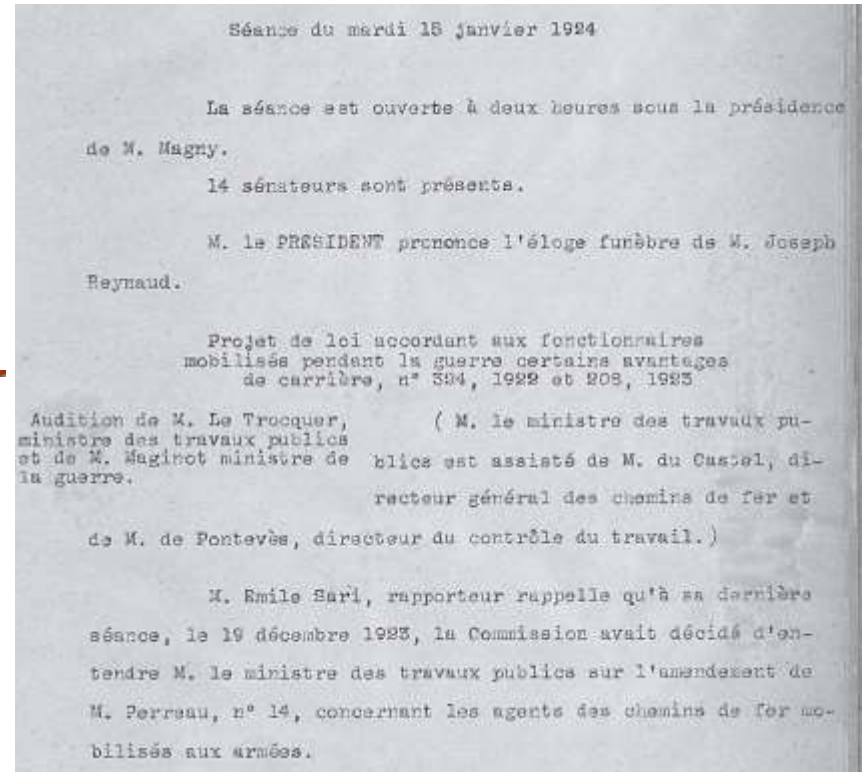 Séance du mardi 15 janvier 1924
La séance est ouverte à deux heures sous la présidence
de M. Magny.
14 sénateurs sont présents.
M. le PRESIDENT prononce l'éloge funèbre de M. Joseph
Reynaud.
Projet de loi accordant aux fonctionnaires
mobilisés pendant la guerre certains avantages
de carrière, n° 324, 1922 et 208, 1923
Audition de M. Le Trocquer,
ministre des travaux publics
et de M. Maginot ministre de
la guerre.
( M. le ministre des travaux pu-
blics est assisté de M. du Castel, di-
recteur général des chemins de fer et
de M. de Pontevès, directeur du contrôle du travail.)
M. Emile Sari, rapporteur rappelle qu'à sa dernière
séance, le 19 décembre 1923, la Commission avait décidé d'en-
tendre M. le ministre des travaux publics sur l'amendement de
M. Perreau, n° 14, concernant les agents des chemins de fer mo-
bilisés aux armées.